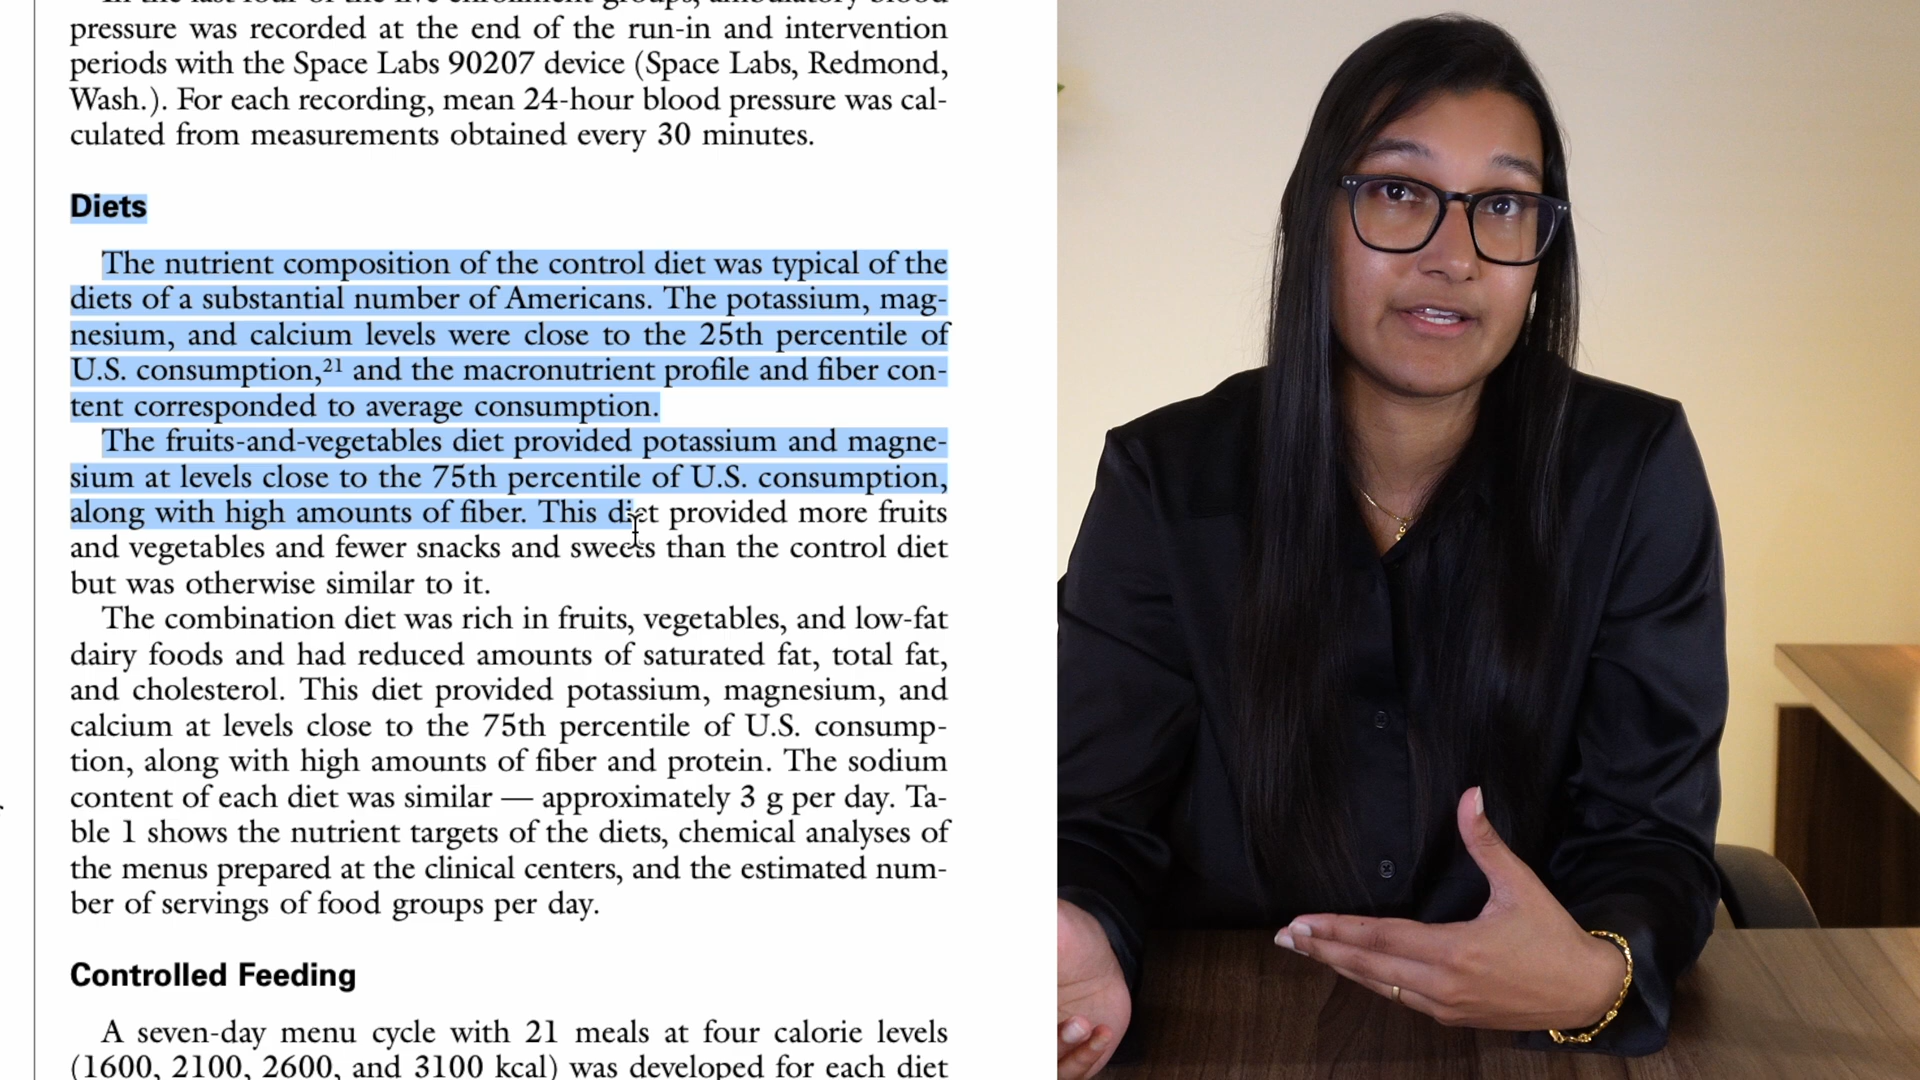 In the last four of the five enrollment groups, ambulatory blood
pressure was recorded at the end of the run-in and intervention
periods with the Space Labs 90207 device (Space Labs, Redmond,
Wash.). For each recording, mean 24-hour blood pressure was cal-
culated from measurements obtained every 30 minutes.
Diets
The nutrient composition of the control diet was typical of the
diets of a substantial number of Americans. The potassium, mag-
nesium, and calcium levels were close to the 25th percentile of
U.S. consumption,²¹ and the macronutrient profile and fiber con-
tent corresponded to average consumption.
The fruits-and-vegetables diet provided potassium and magne-
sium at levels close to the 75th percentile of U.S. consumption,
along with high amounts of fiber. This diet provided more fruits
and vegetables and fewer snacks and sweets than the control diet
but was otherwise similar to it.
The combination diet was rich in fruits, vegetables, and low-fat
dairy foods and had reduced amounts of saturated fat, total fat,
and cholesterol. This diet provided potassium, magnesium, and
calcium at levels close to the 75th percentile of U.S. consump-
tion, along with high amounts of fiber and protein. The sodium
content of each diet was similar — approximately 3 g per day. Ta-
ble 1 shows the nutrient targets of the diets, chemical analyses of
the menus prepared at the clinical centers, and the estimated num-
ber of servings of food groups per day.
Controlled Feeding
A seven-day menu cycle with 21 meals at four calorie levels
(1600, 2100, 2600, and 3100 kcal) was developed for each diet